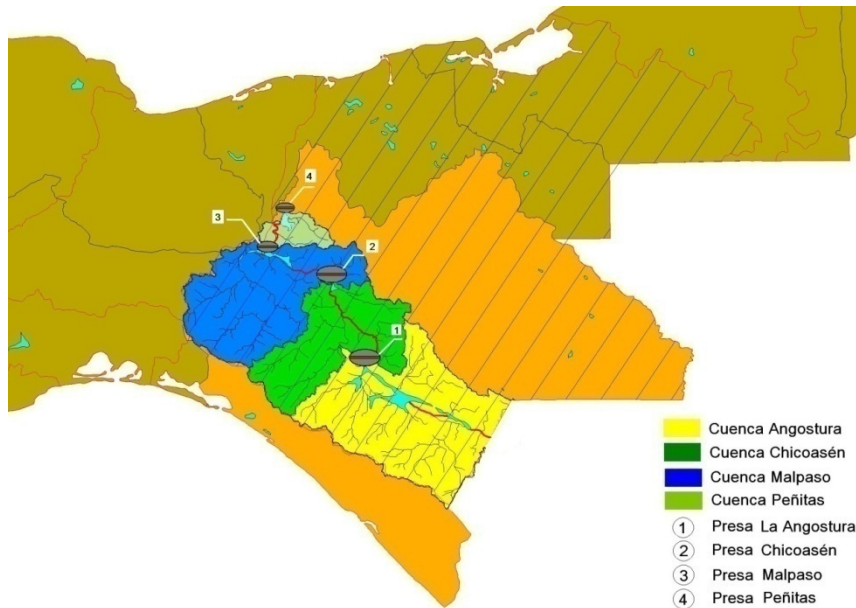 4
3
2
1
Cuenca Angostura
Cuenca Chicoasén
Cuenca Malpaso
Cuenca Peñitas
1 Presa La Angostura
2 Presa Chicoasén
3 Presa Malpaso
4 Presa Peñitas